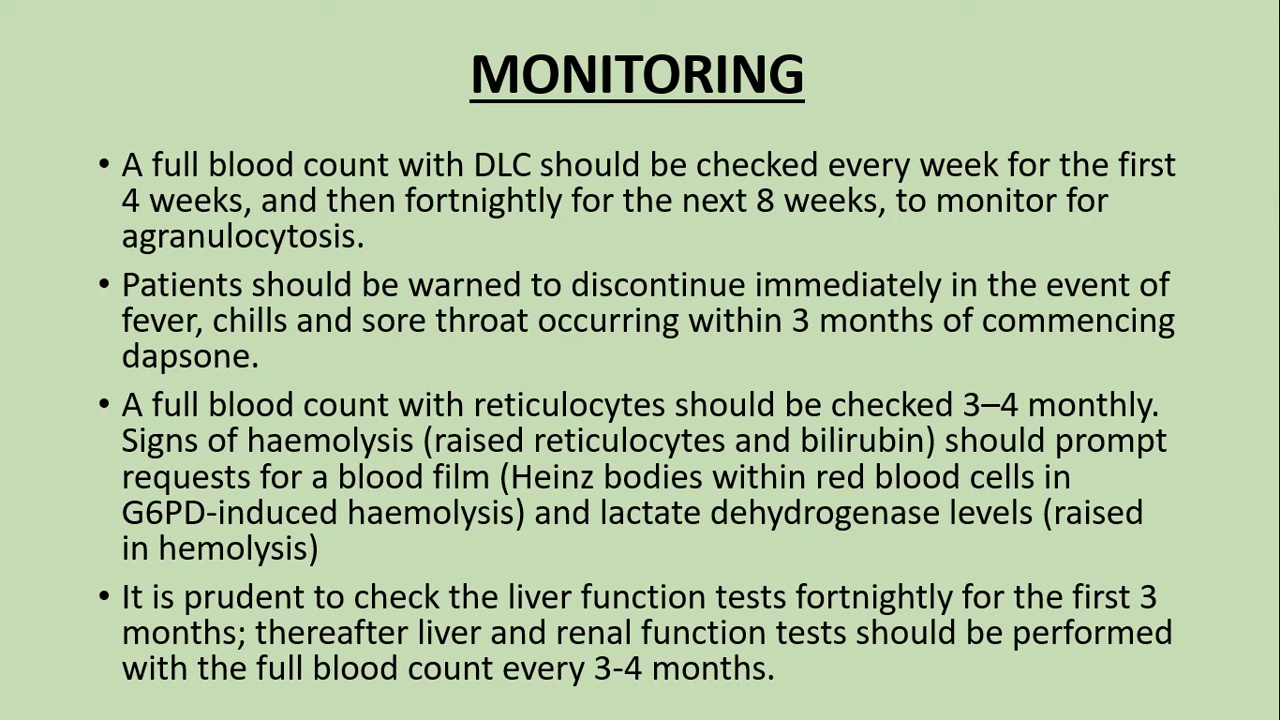 MONITORING
• A full blood count with DLC should be checked every week for the first
4 weeks, and then fortnightly for the next 8 weeks, to monitor for
agranulocytosis.
• Patients should be warned to discontinue immediately in the event of
fever, chills and sore throat occurring within 3 months of commencing
dapsone.
• A full blood count with reticulocytes should be checked 3–4 monthly.
Signs of haemolysis (raised reticulocytes and bilirubin) should prompt
requests for a blood film (Heinz bodies within red blood cells in
G6PD-induced haemolysis) and lactate dehydrogenase levels (raised
in hemolysis)
• It is prudent to check the liver function tests fortnightly for the first 3
months; thereafter liver and renal function tests should be performed
with the full blood count every 3-4 months.